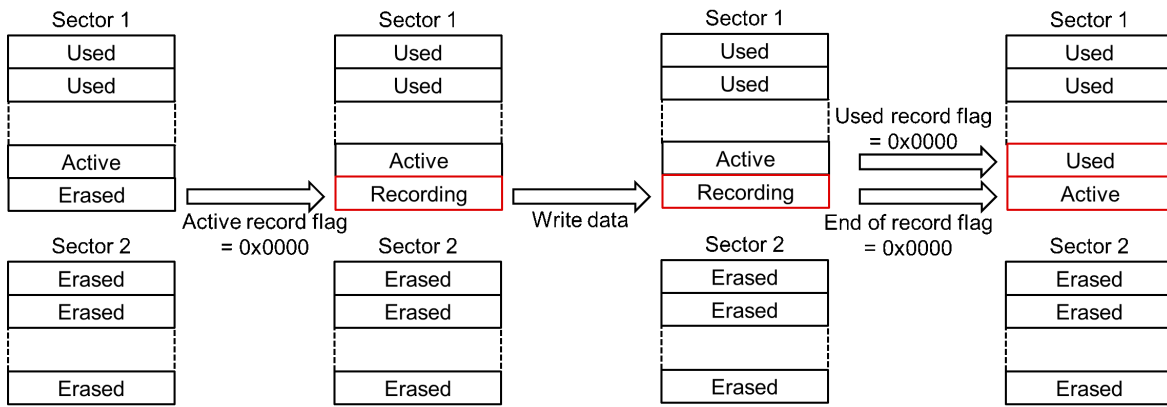 Sector 1
Used
Used
Active
Erased
Sector 2
Erased
Erased
Erased
Active record flag
= 0x0000
Sector 1
Used
Used
Active
Recording
Sector 2
Erased
Erased
Erased
Write data
Sector 1
Used
Used
Active
Recording
Sector 2
Erased
Erased
Erased
Used record flag
= 0x0000
End of record flag
= 0x0000
Sector 1
Used
Used
Used
Active
Sector 2
Erased
Erased
Erased